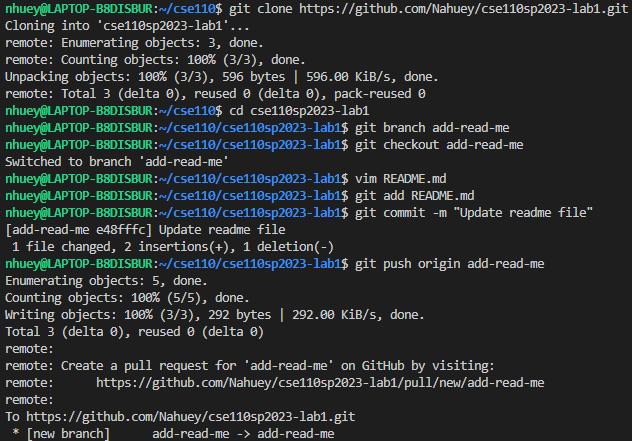 nhuey@LAPTOP-B8DISBUR:~/cse110$ git clone https://github.com/Nahuey/cse110sp2023-lab1.git
Cloning into 'cse110sp2023-lab1'...
remote: Enumerating objects: 3, done.
remote: Counting objects: 100% (3/3), done.
Unpacking objects: 100% (3/3), 596 bytes | 596.00 KiB/s, done.
remote: Total 3 (delta 0), reused 0 (delta 0), pack-reused 0
nhuey@LAPTOP-B8DISBUR:~/cse110$ cd cse110sp2023-lab1
nhuey@LAPTOP-B8DISBUR:~/cse110/cse110sp2023-lab1$ git branch add-read-me
nhuey@LAPTOP-B8DISBUR:~/cse110/cse110sp2023-lab1$ git checkout add-read-me
Switched to branch 'add-read-me'
nhuey@LAPTOP-B8DISBUR:~/cse110/cse110sp2023-lab1$ vim README.md
nhuey@LAPTOP-B8DISBUR:~/cse110/cse110sp2023-lab1$ git add README.md
nhuey@LAPTOP-B8DISBUR:~/cse110/cse110sp2023-lab1$ git commit -m "Update readme file"
[add-read-me e48fffc] Update readme file
 1 file changed, 2 insertions(+), 1 deletion(-)
nhuey@LAPTOP-B8DISBUR:~/cse110/cse110sp2023-lab1$ git push origin add-read-me
Enumerating objects: 5, done.
Counting objects: 100% (5/5), done.
Writing objects: 100% (3/3), 292 bytes | 292.00 KiB/s, done.
Total 3 (delta 0), reused 0 (delta 0)
remote:
remote: Create a pull request for 'add-read-me' on GitHub by visiting:
remote:      https://github.com/Nahuey/cse110sp2023-lab1/pull/new/add-read-me
remote:
To https://github.com/Nahuey/cse110sp2023-lab1.git
 * [new branch]      add-read-me -> add-read-me